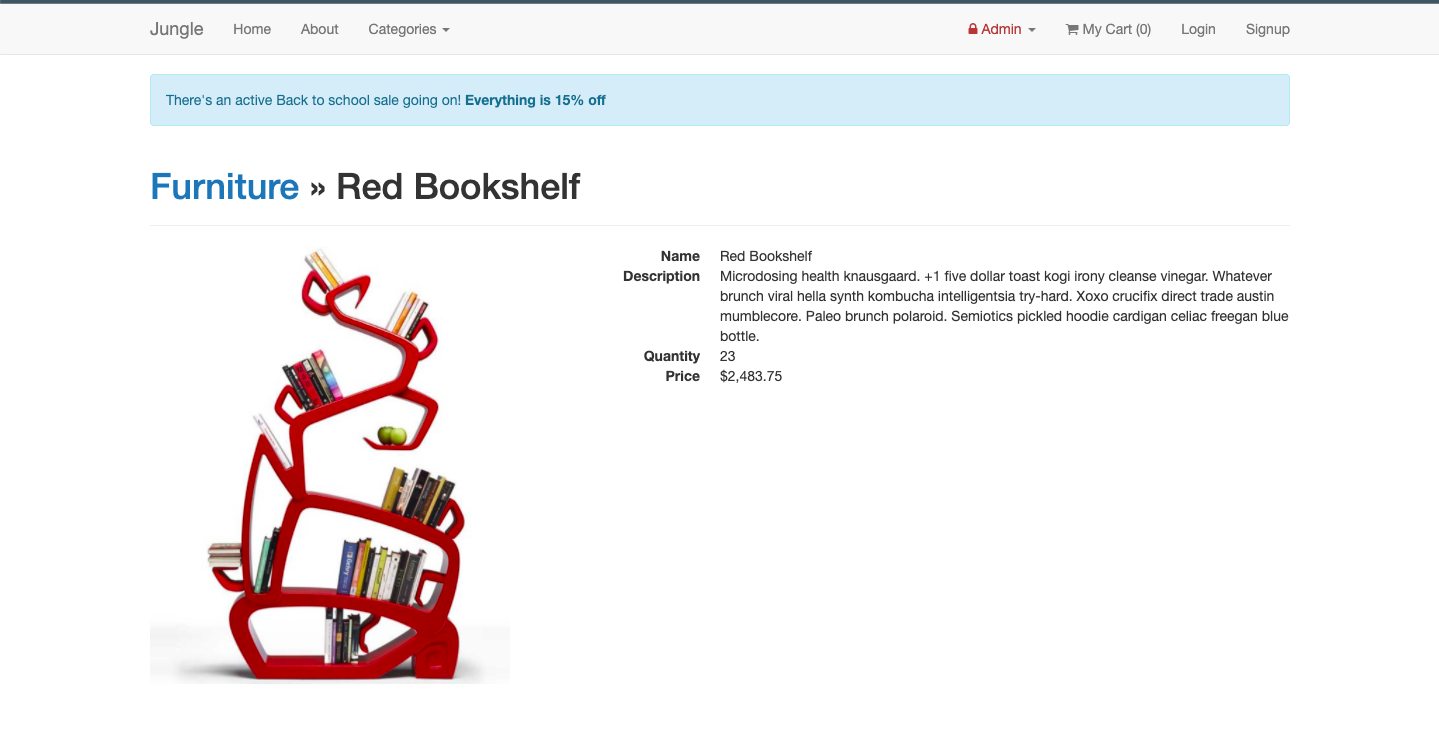 Jungle Home About Categories Admin My Cart (0) Login Signup
There's an active Back to school sale going on! Everything is 15% off
Furniture » Red Bookshelf
Name Red Bookshelf
Description Microdosing health knausgaard. +1 five dollar toast kogi irony cleanse vinegar. Whatever
brunch viral hella synth kombucha intelligentsia try-hard. Xoxo crucifix direct trade austin
mumblecore. Paleo brunch polaroid. Semiotics pickled hoodie cardigan celiac freegan blue
bottle.
Quantity 23
Price $2,483.75